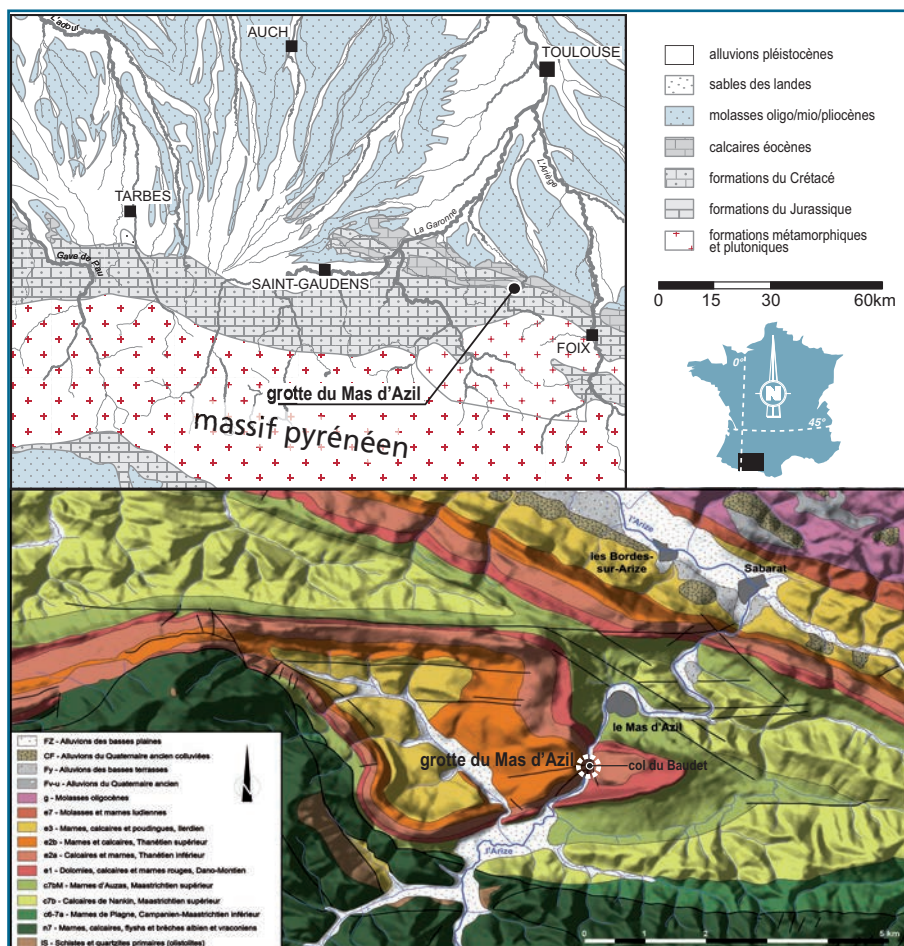 L'adour
AUCH
TOULOUSE
L'Ariège
TARBES
La Garonne
Gave de Pau
SAINT-GAUDENS
FOIX
grotte du Mas d'Azil
massif pyrénéen
alluvions pléistocènes
sables des landes
molasses oligo/mio/pliocènes
calcaires éocènes
formations du Crétacé
formations du Jurassique
formations métamorphiques
et plutoniques
0 15 30 60km
0°
N
45°
l'Arize
les Bordes-
sur-Arize
Sabarat
le Mas d'Azil
grotte du Mas d'Azil
col du Baudet
l'Arize
FZ - Alluvions des basses plaines
CF - Alluvions du Quaternaire ancien colluviées
Fy - Alluvions des basses terrasses
Fv-u - Alluvions du Quaternaire ancien
g - Molasses oligocènes
e7 - Molasses et marnes ludiennes
e3 - Marnes, calcaires et poudingues, Ilerdien
e2b - Marnes et calcaires, Thanétien supérieur
e2a - Calcaires et marnes, Thanétien inférieur
e1 - Dolomies, calcaires et marnes rouges, Dano-Montien
c7bM - Marnes d'Auzas, Maastrichtien supérieur
c7b - Calcaires de Nankin, Maastrichtien supérieur
c6-7a - Marnes de Plagne, Campanien-Maastrichtien inférieur
n7 - Marnes, calcaires, flyshs et brèches albien et vraconiens
IS - Schistes et quartzites primaires (olistolites)
0 1 2 3 4 5 km